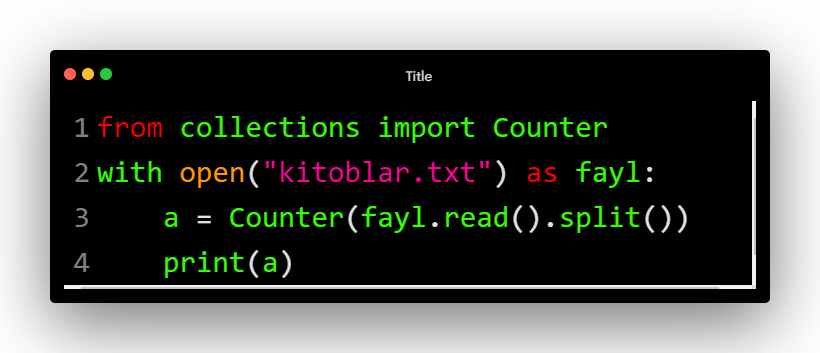 Title
1 from collections import Counter
2 with open("kitoblar.txt") as fayl:
3     a = Counter(fayl.read().split())
4     print(a)